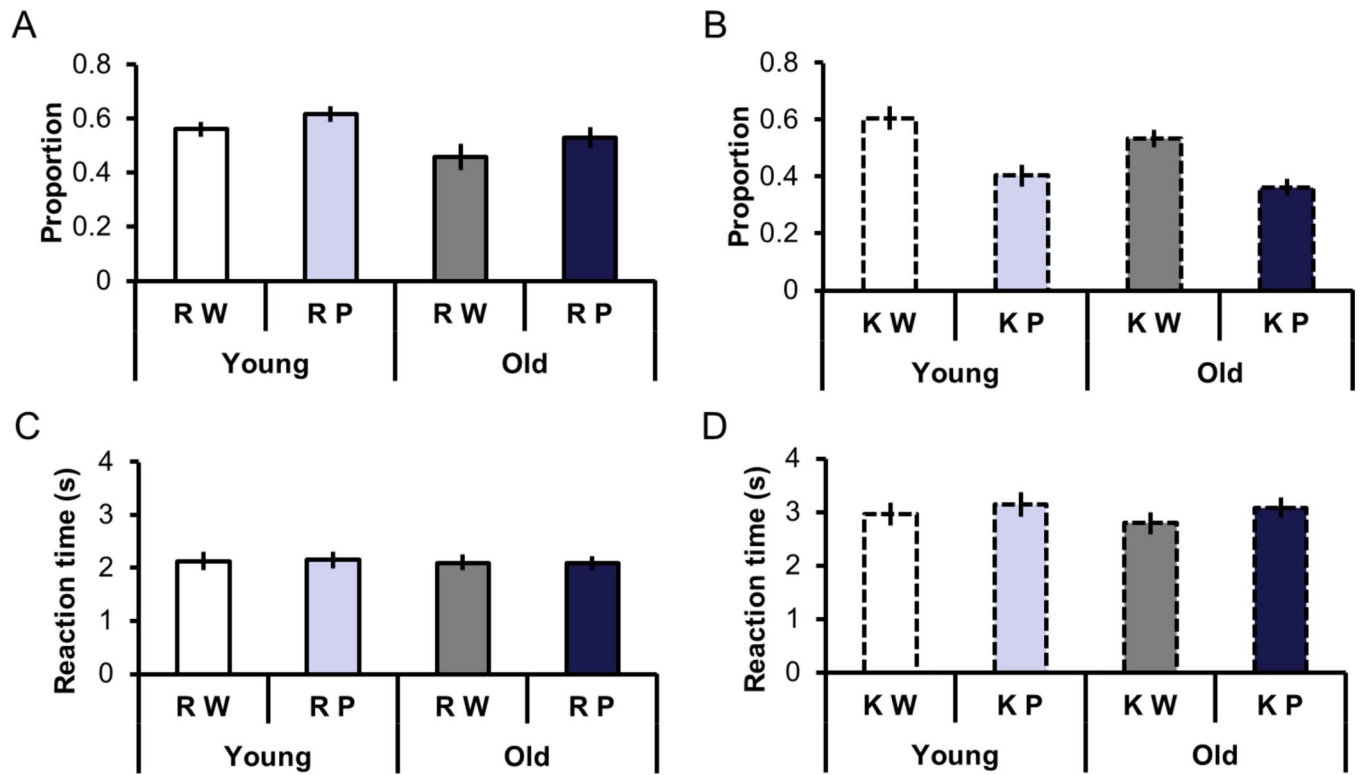 A
Proportion
0.8
0.6
0.4
0.2
0
R W R P R W R P
Young Old
B
Proportion
0.8
0.6
0.4
0.2
0
K W K P K W K P
Young Old
C
Reaction time (s)
4
3
2
1
0
R W R P R W R P
Young Old
D
Reaction time (s)
4
3
2
1
0
K W K P K W K P
Young Old